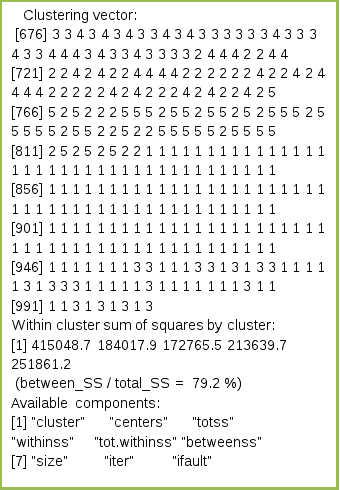 Clustering vector:
[676] 3 3 4 3 4 3 4 3 3 4 3 4 3 3 3 3 3 3 4 3 3 3
4 3 3 4 4 4 3 4 3 3 4 3 3 3 3 2 4 4 4 2 2 4 4
[721] 2 2 4 2 4 2 2 4 4 4 4 2 2 2 2 2 2 4 2 2 4 2 4
4 4 4 2 2 2 2 4 2 2 4 2 2 2 4 2 4 2 2 4 2 5
[766] 5 2 5 2 2 2 5 5 5 2 5 5 2 2 5 2 5 2 5 5 5 2 5
5 5 5 5 2 5 5 2 2 5 2 2 5 5 5 5 5 2 5 5 5 5
[811] 2 5 2 5 2 5 2 2 1 1 1 1 1 1 1 1 1 1 1 1 1 1 1
1 1 1 1 1 1 1 1 1 1 1 1 1 1 1 1 1 1 1 1 1 1
[856] 1 1 1 1 1 1 1 1 1 1 1 1 1 1 1 1 1 1 1 1 1 1 1
1 1 1 1 1 1 1 1 1 1 1 1 1 1 1 1 1 1 1 1 1 1
[901] 1 1 1 1 1 1 1 1 1 1 1 1 1 1 1 1 1 1 1 1 1 1 1
1 1 1 1 1 1 1 1 1 1 1 1 1 1 1 1 1 1 1 1 1 1
[946] 1 1 1 1 1 1 1 3 3 1 1 1 3 3 1 3 1 3 3 1 1 1 1
1 3 1 3 3 3 1 1 1 1 1 3 1 1 1 1 1 1 1 3 1 1
[991] 1 1 3 1 3 1 3 1 3
Within cluster sum of squares by cluster:
[1] 415048.7 184017.9 172765.5 213639.7
251861.2
(between_SS / total_SS = 79.2 %)
Available components:
[1] "cluster" "centers" "totss"
"withinss" "tot.withinss" "betweenss"
[7] "size" "iter" "ifault"